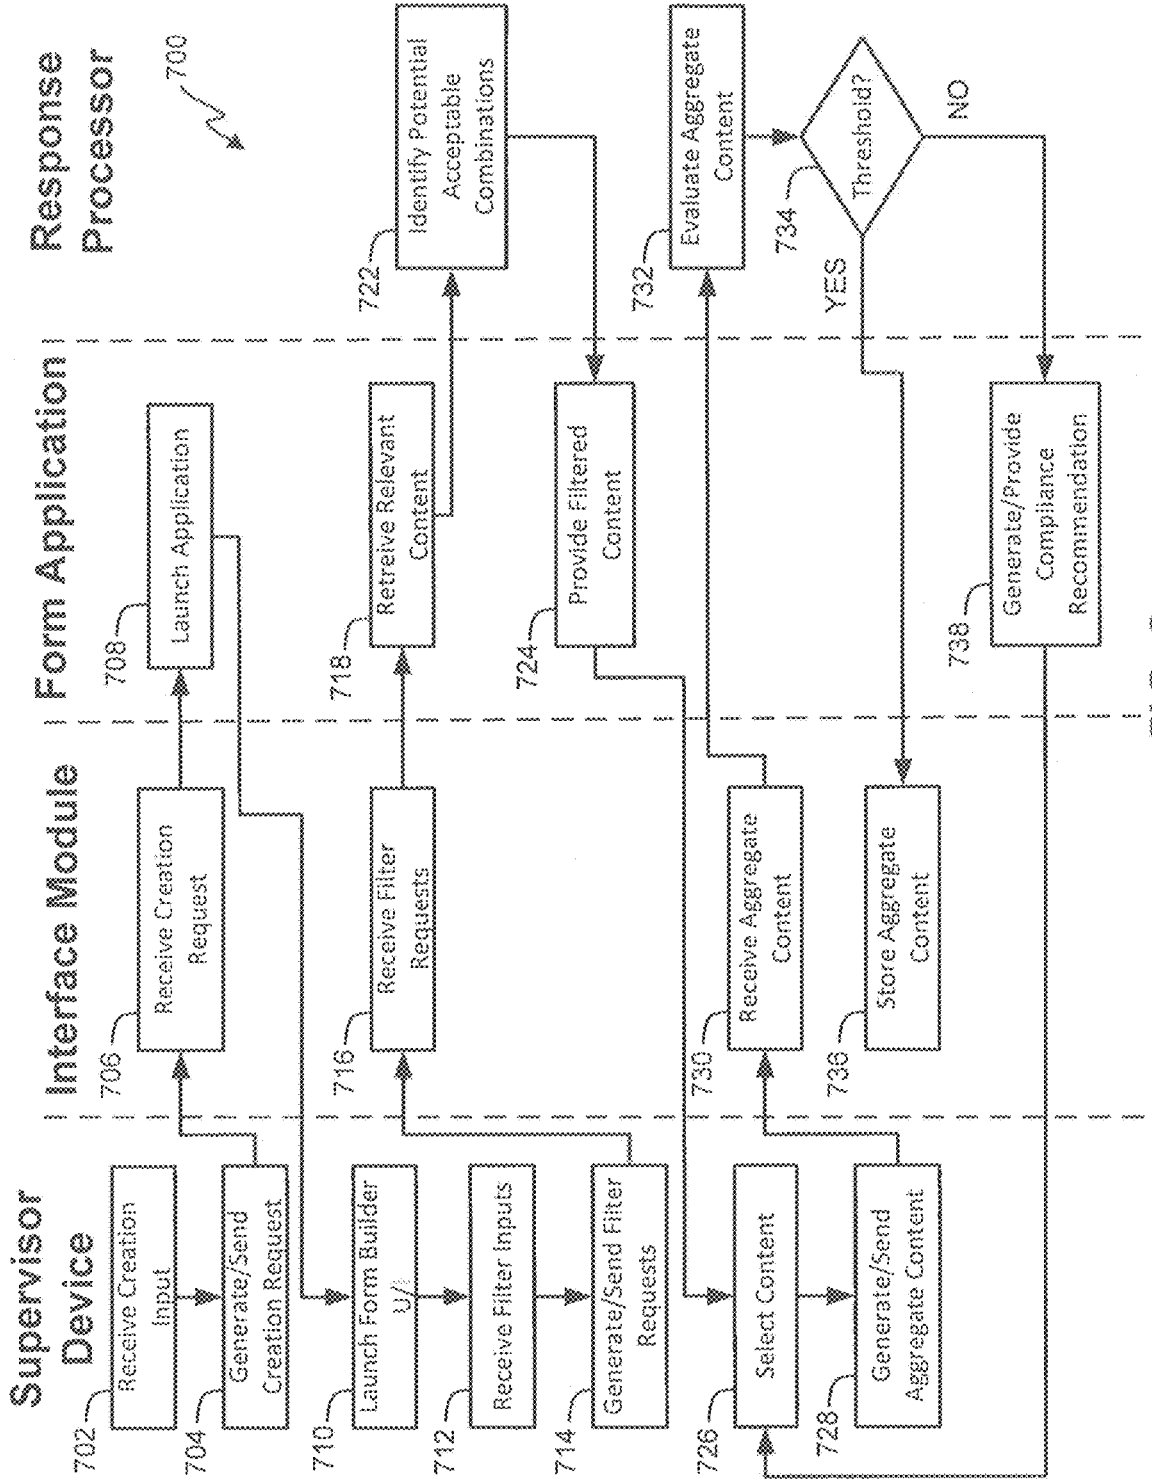 Supervisor
Device
Interface Module
Form Application
Response
Processor
700
702
Receive Creation
Input
704
Generate/Send
Creation Request
706
Receive Creation
Request
708
Launch Application
710
Launch Form Builder
U/I
712
Receive Filter Inputs
714
Generate/Send Filter
Requests
716
Receive Filter
Requests
718
Retreive Relevant
Content
722
Identify Potential
Acceptable
Combinations
724
Provide Filtered
Content
726
Select Content
728
Generate/Send
Aggregate Content
730
Receive Aggregate
Content
732
Evaluate Aggregate
Content
734
Threshold?
YES
NO
736
Store Aggregate
Content
738
Generate/Provide
Compliance
Recommendation